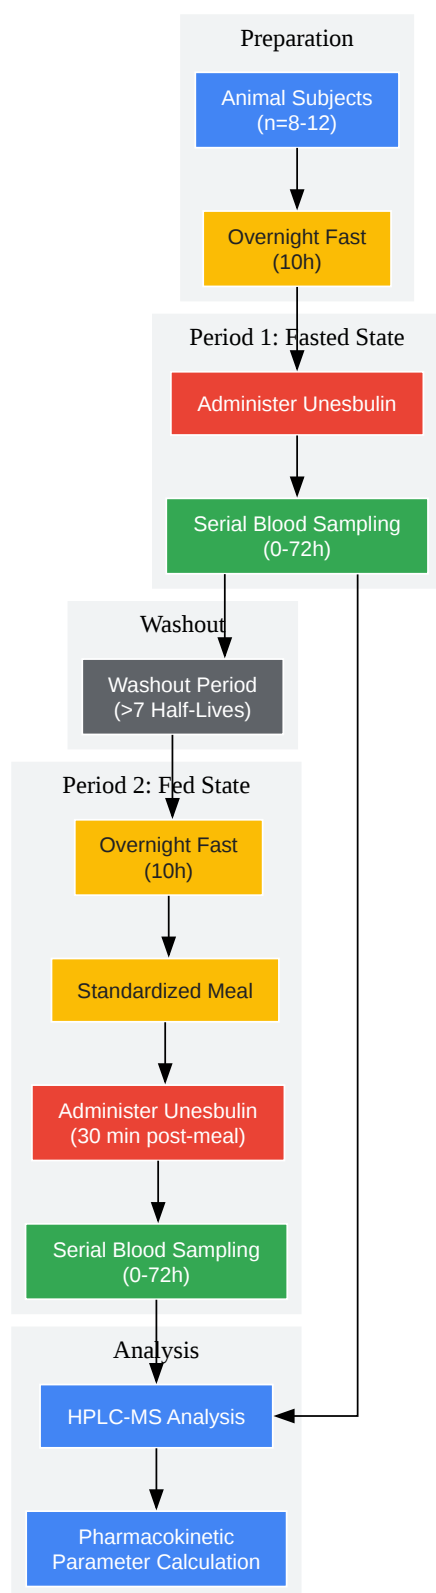 Preparation
Animal Subjects
(n=8-12)
Overnight Fast
(10h)
Period 1: Fasted State
Administer Unesbulin
Serial Blood Sampling
(0-72h)
Washout
Washout Period
(>7 Half-Lives)
Period 2: Fed State
Overnight Fast
(10h)
Standardized Meal
Administer Unesbulin
(30 min post-meal)
Serial Blood Sampling
(0-72h)
Analysis
HPLC-MS Analysis
Pharmacokinetic
Parameter Calculation